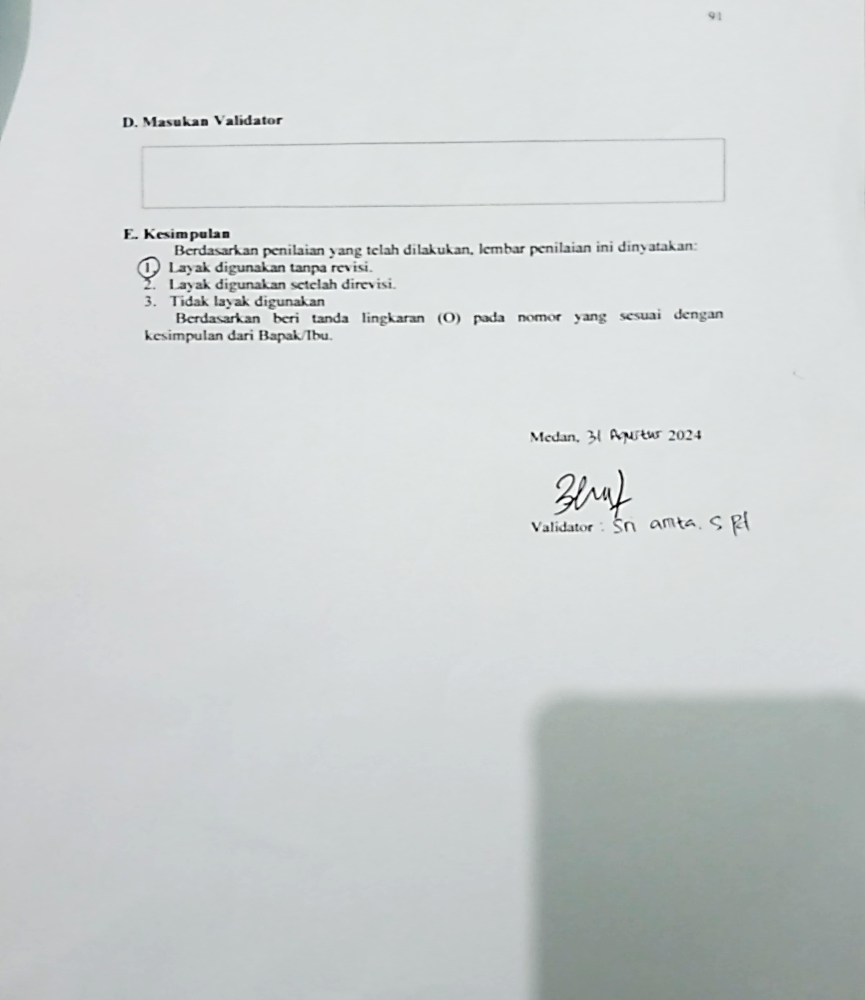 91
D. Masukan Validator
E. Kesimpulan
Berdasarkan penilaian yang telah dilakukan, lembar penilaian ini dinyatakan:
1. Layak digunakan tanpa revisi.
2. Layak digunakan setelah direvisi.
3. Tidak layak digunakan
Berdasarkan beri tanda lingkaran (O) pada nomor yang sesuai dengan
kesimpulan dari Bapak/Ibu.
Medan, 31 Agustus 2024
Validator : Sri S Pd